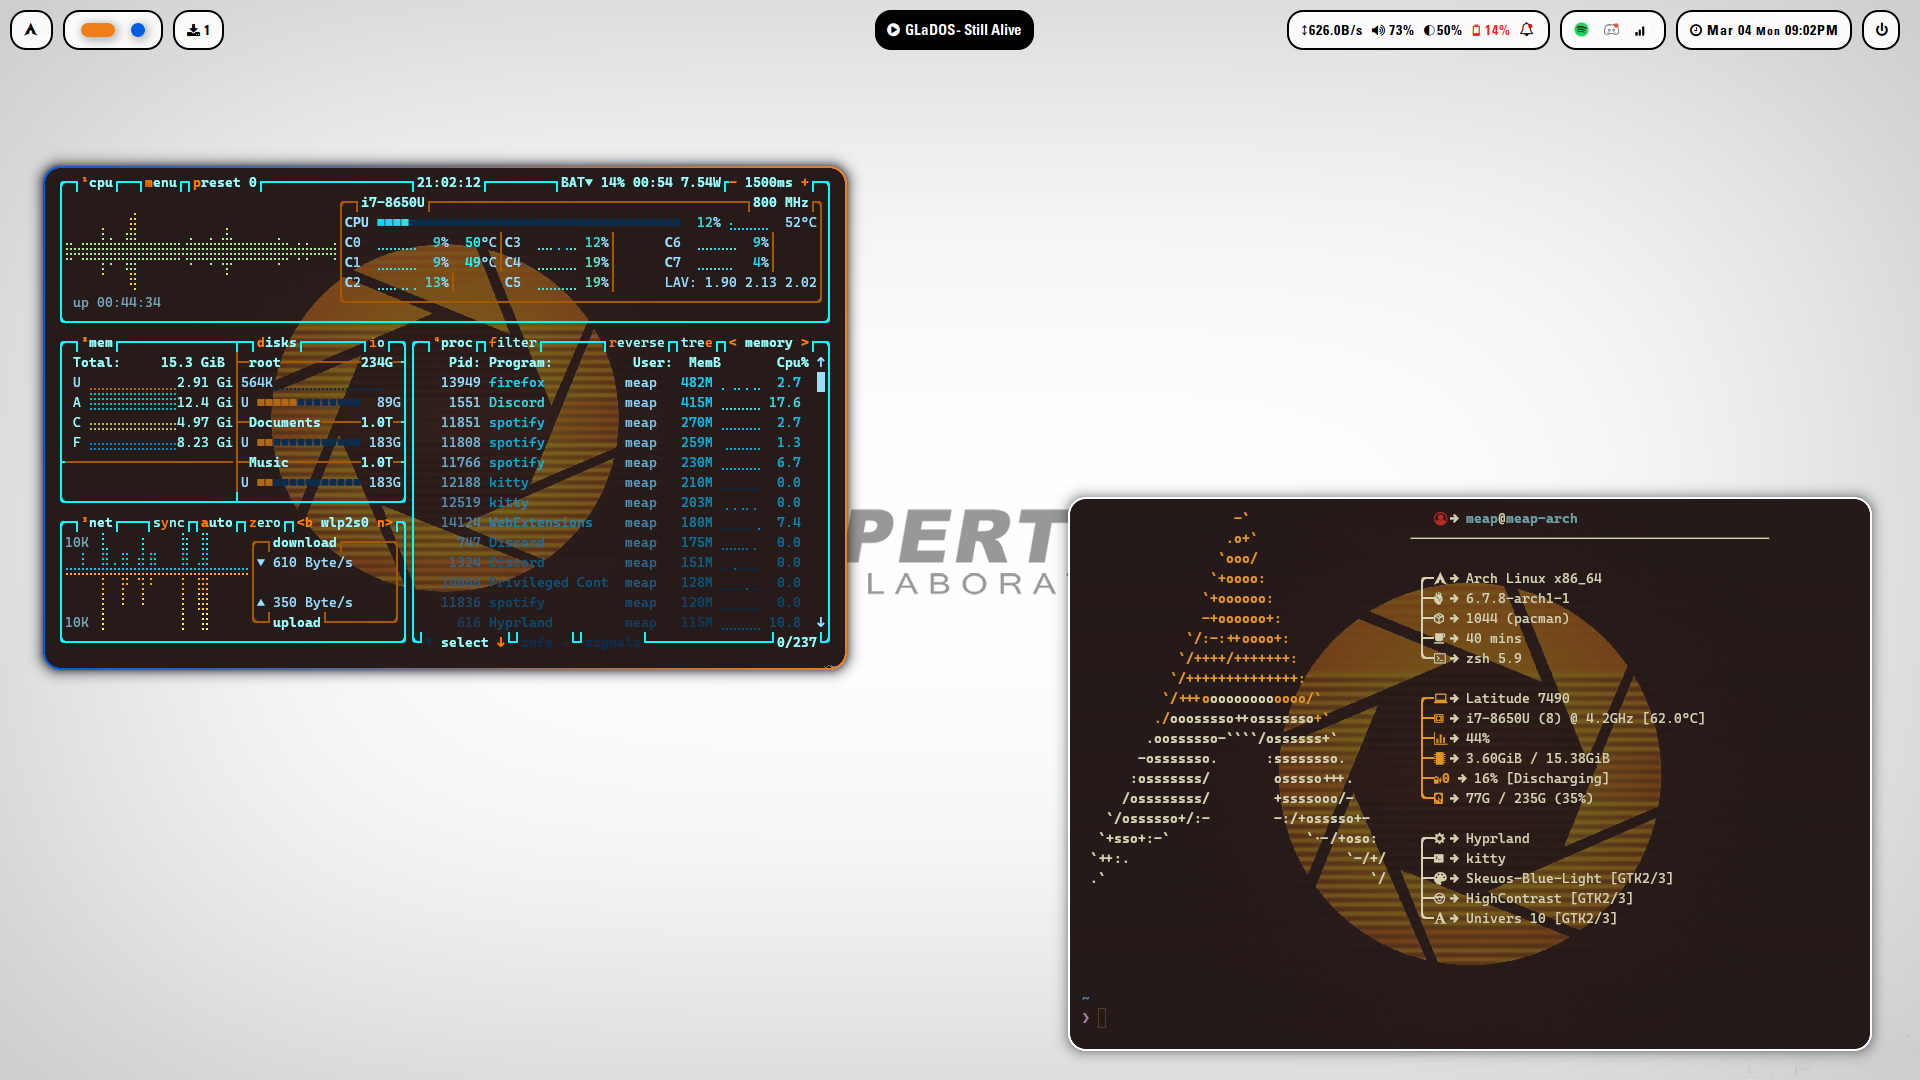 1
GLaDOS- Still Alive
↕626.0B/s 73% 50% 14%
Mar 04 Mon 09:02PM
¹cpu menu preset 0 21:02:12 BAT▼ 14% 00:54 7.54W - 1500ms +
i7-8650U 800 MHz
CPU 12% 52°C
C0 9% 50°C C3 12% C6 9%
C1 9% 49°C C4 19% C7 4%
C2 13% C5 19% LAV: 1.90 2.13 2.02
up 00:44:34
²mem disks io
Total: 15.3 GiB root 234G
U 2.91 Gi 564K
A 12.4 Gi U 89G
C 4.97 Gi Documents 1.0T
F 8.23 Gi U 183G
Music 1.0T
U 183G
³net sync auto zero <b wlp2s0 n>
10K download
▼ 610 Byte/s
▲ 350 Byte/s
10K upload
⁴proc filter reverse tree < memory >
Pid: Program: User: MemB Cpu% ↑
13949 firefox meap 482M 2.7
1551 Discord meap 415M 17.6
11851 spotify meap 270M 2.7
11808 spotify meap 259M 1.3
11766 spotify meap 230M 6.7
12188 kitty meap 210M 0.0
12519 kitty meap 203M 0.0
14124 WebExtensions meap 180M 7.4
747 Discord meap 175M 0.0
1324 Discord meap 151M 0.0
Privileged Cont meap 128M 0.0
11836 spotify meap 120M 0.0
616 Hyprland meap 115M 10.8 ↓
select ↓ info signals 0/237
PERT
LABORA
meap@meap-arch
Arch Linux x86_64
6.7.8-arch1-1
1044 (pacman)
40 mins
zsh 5.9
Latitude 7490
i7-8650U (8) @ 4.2GHz [62.0°C]
44%
3.60GiB / 15.38GiB
0 → 16% [Discharging]
77G / 235G (35%)
Hyprland
kitty
Skeuos-Blue-Light [GTK2/3]
HighContrast [GTK2/3]
Univers 10 [GTK2/3]
~
❯